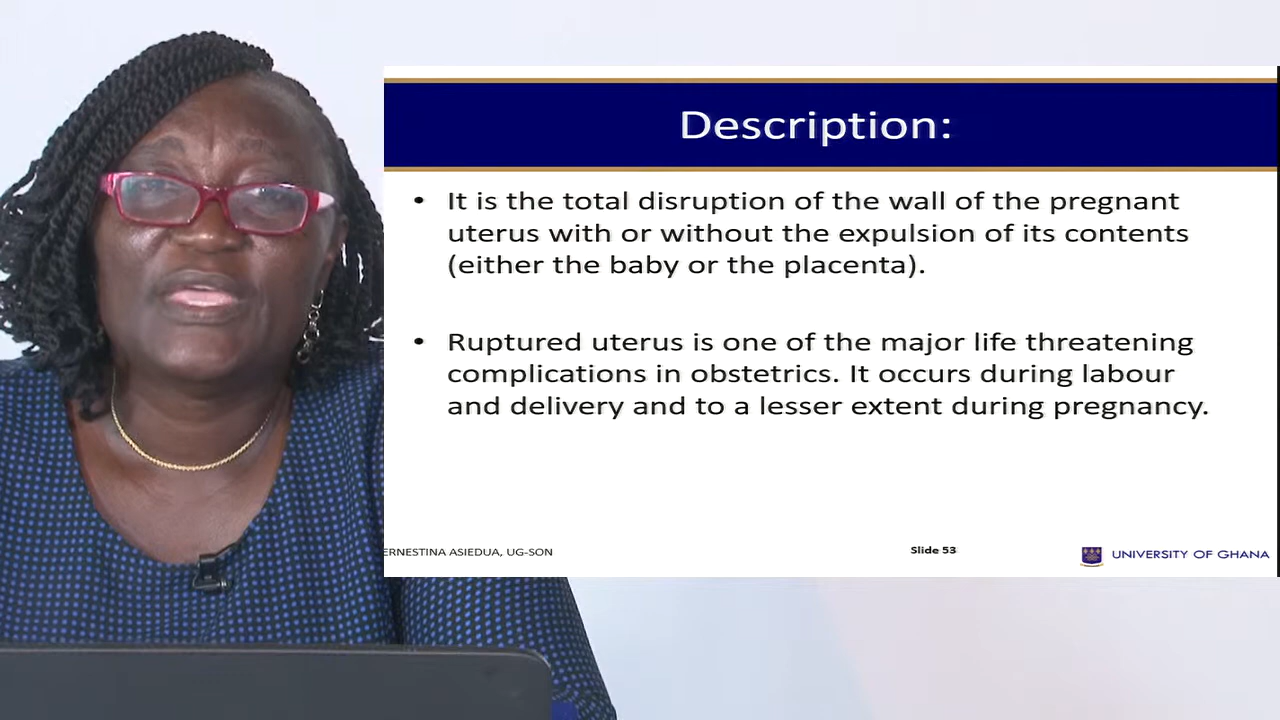 Description:
• It is the total disruption of the wall of the pregnant
uterus with or without the expulsion of its contents
(either the baby or the placenta).
• Ruptured uterus is one of the major life threatening
complications in obstetrics. It occurs during labour
and delivery and to a lesser extent during pregnancy.
ERNESTINA ASIEDUA, UG-SON
Slide 53
UNIVERSITY OF GHANA